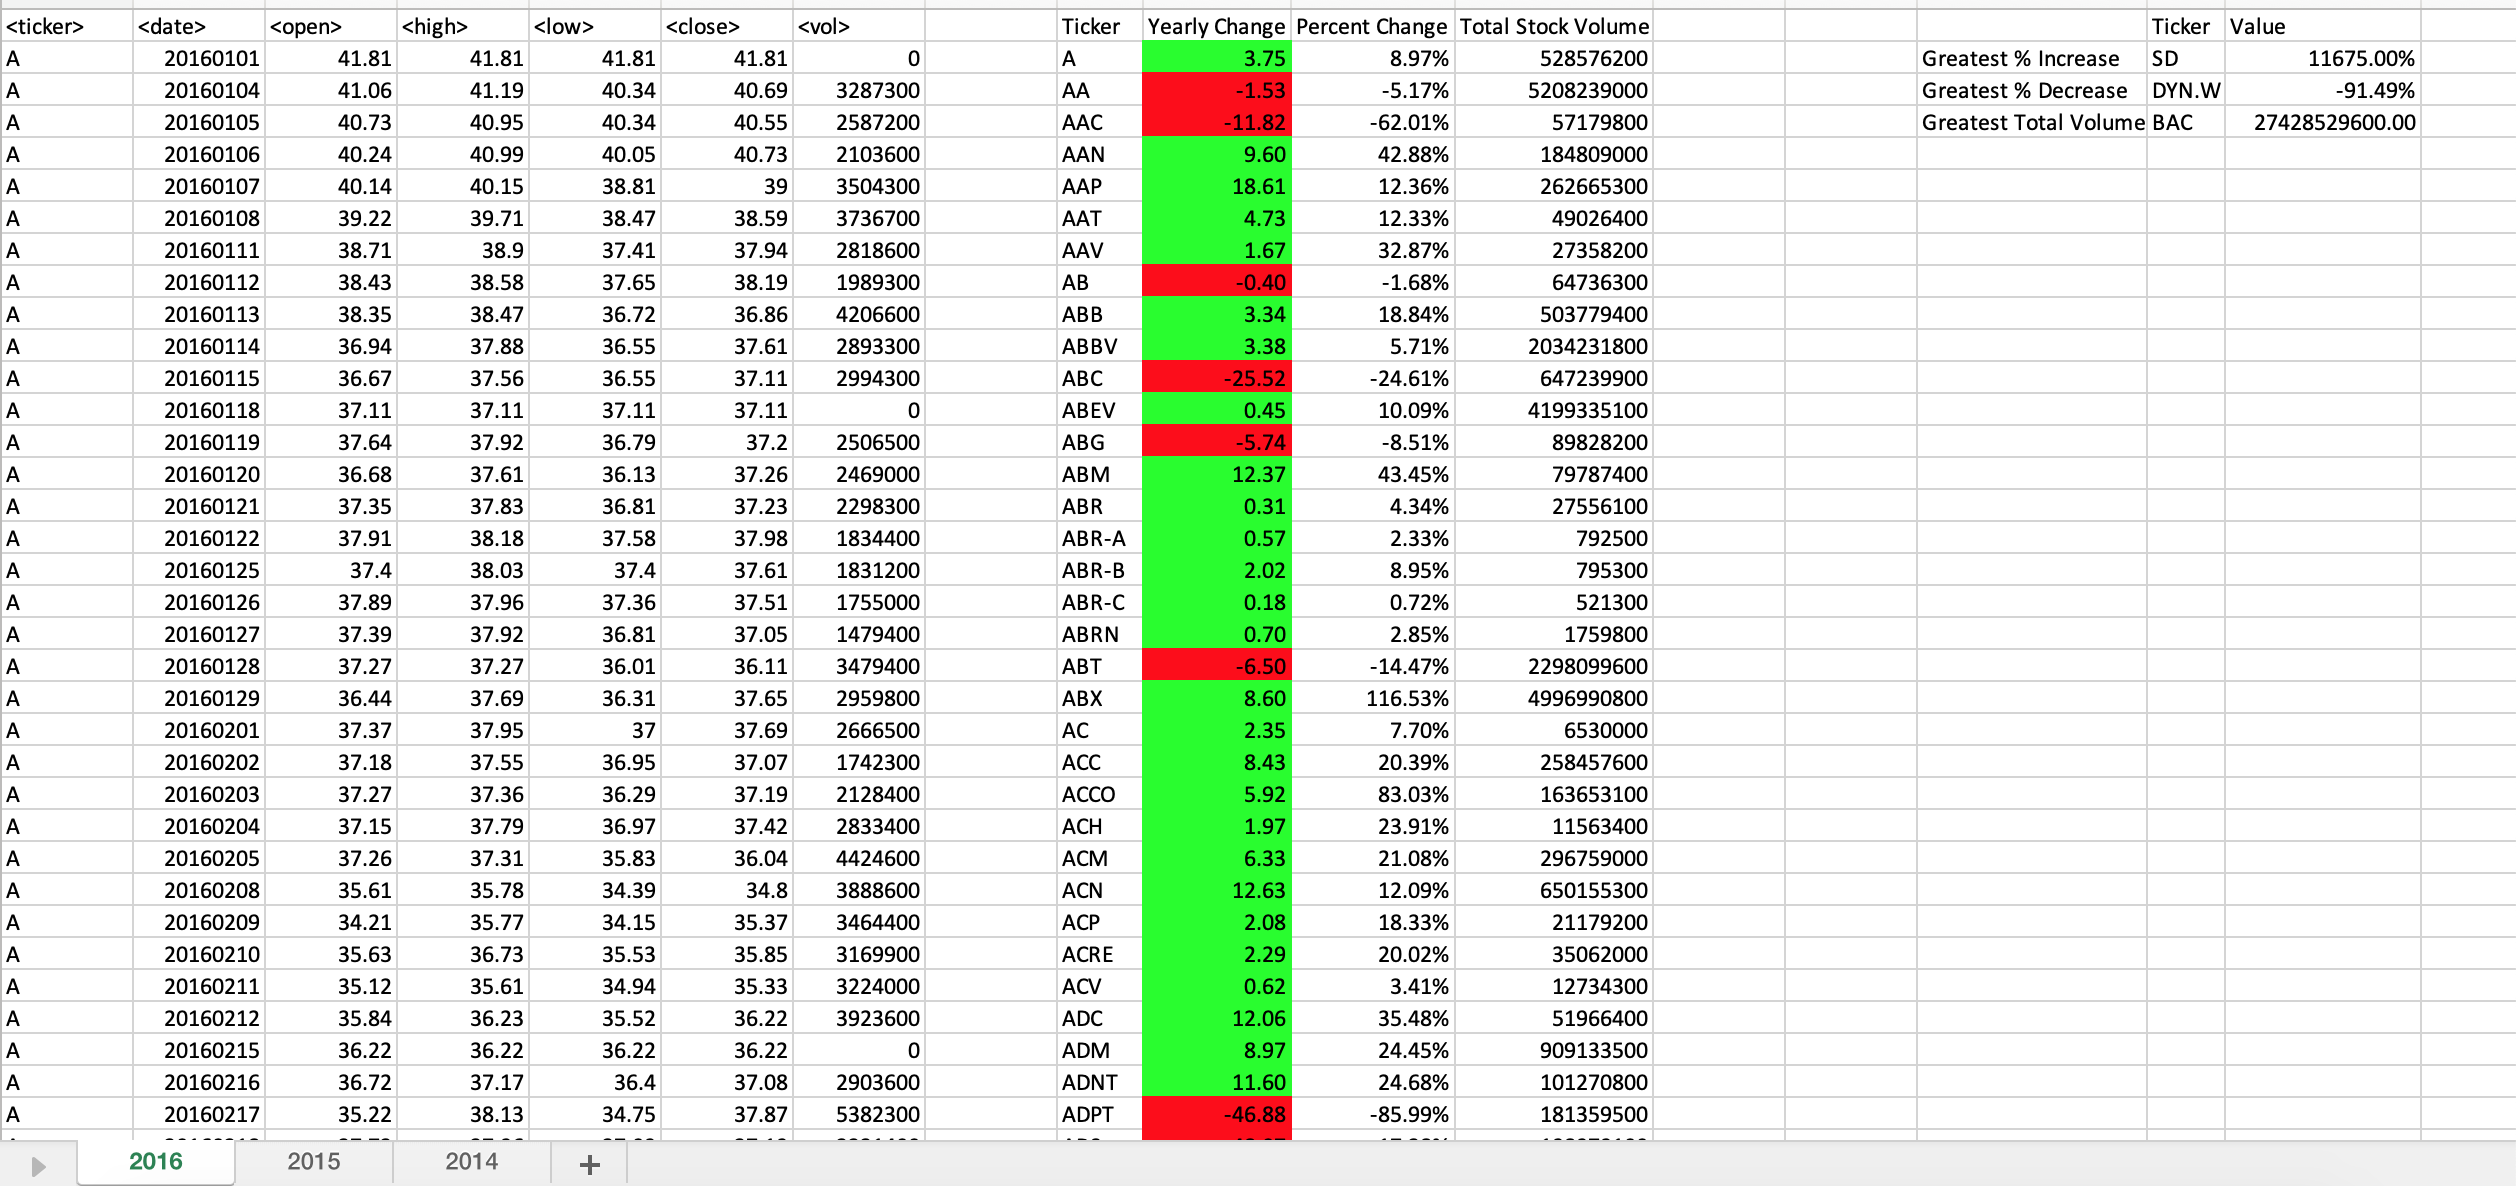 <ticker> <date> <open> <high> <low> <close> <vol> Ticker Yearly Change Percent Change Total Stock Volume Ticker Value
A 20160101 41.81 41.81 41.81 41.81 0 A 3.75 8.97% 528576200 Greatest % Increase SD 11675.00%
A 20160104 41.06 41.19 40.34 40.69 3287300 AA -1.53 -5.17% 5208239000 Greatest % Decrease DYN.W -91.49%
A 20160105 40.73 40.95 40.34 40.55 2587200 AAC -11.82 -62.01% 57179800 Greatest Total Volume BAC 27428529600.00
A 20160106 40.24 40.99 40.05 40.73 2103600 AAN 9.60 42.88% 184809000
A 20160107 40.14 40.15 38.81 39 3504300 AAP 18.61 12.36% 262665300
A 20160108 39.22 39.71 38.47 38.59 3736700 AAT 4.73 12.33% 49026400
A 20160111 38.71 38.9 37.41 37.94 2818600 AAV 1.67 32.87% 27358200
A 20160112 38.43 38.58 37.65 38.19 1989300 AB -0.40 -1.68% 64736300
A 20160113 38.35 38.47 36.72 36.86 4206600 ABB 3.34 18.84% 503779400
A 20160114 36.94 37.88 36.55 37.61 2893300 ABBV 3.38 5.71% 2034231800
A 20160115 36.67 37.56 36.55 37.11 2994300 ABC -25.52 -24.61% 647239900
A 20160118 37.11 37.11 37.11 37.11 0 ABEV 0.45 10.09% 4199335100
A 20160119 37.64 37.92 36.79 37.2 2506500 ABG -5.74 -8.51% 89828200
A 20160120 36.68 37.61 36.13 37.26 2469000 ABM 12.37 43.45% 79787400
A 20160121 37.35 37.83 36.81 37.23 2298300 ABR 0.31 4.34% 27556100
A 20160122 37.91 38.18 37.58 37.98 1834400 ABR-A 0.57 2.33% 792500
A 20160125 37.4 38.03 37.4 37.61 1831200 ABR-B 2.02 8.95% 795300
A 20160126 37.89 37.96 37.36 37.51 1755000 ABR-C 0.18 0.72% 521300
A 20160127 37.39 37.92 36.81 37.05 1479400 ABRN 0.70 2.85% 1759800
A 20160128 37.27 37.27 36.01 36.11 3479400 ABT -6.50 -14.47% 2298099600
A 20160129 36.44 37.69 36.31 37.65 2959800 ABX 8.60 116.53% 4996990800
A 20160201 37.37 37.95 37 37.69 2666500 AC 2.35 7.70% 6530000
A 20160202 37.18 37.55 36.95 37.07 1742300 ACC 8.43 20.39% 258457600
A 20160203 37.27 37.36 36.29 37.19 2128400 ACCO 5.92 83.03% 163653100
A 20160204 37.15 37.79 36.97 37.42 2833400 ACH 1.97 23.91% 11563400
A 20160205 37.26 37.31 35.83 36.04 4424600 ACM 6.33 21.08% 296759000
A 20160208 35.61 35.78 34.39 34.8 3888600 ACN 12.63 12.09% 650155300
A 20160209 34.21 35.77 34.15 35.37 3464400 ACP 2.08 18.33% 21179200
A 20160210 35.63 36.73 35.53 35.85 3169900 ACRE 2.29 20.02% 35062000
A 20160211 35.12 35.61 34.94 35.33 3224000 ACV 0.62 3.41% 12734300
A 20160212 35.84 36.23 35.52 36.22 3923600 ADC 12.06 35.48% 51966400
A 20160215 36.22 36.22 36.22 36.22 0 ADM 8.97 24.45% 909133500
A 20160216 36.72 37.17 36.4 37.08 2903600 ADNT 11.60 24.68% 101270800
A 20160217 35.22 38.13 34.75 37.87 5382300 ADPT -46.88 -85.99% 181359500
2016 2015 2014 +